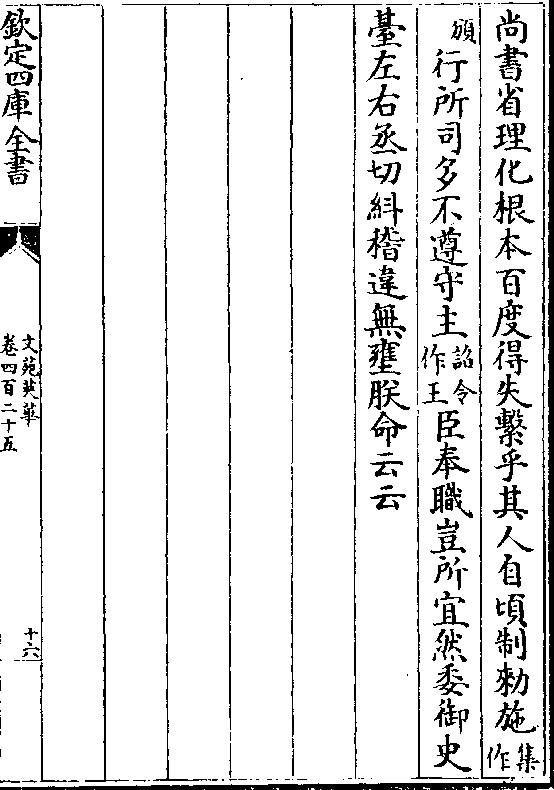 尚書省理化根本百度得失繫乎其人自頃制勑施集作
頒行所司多不遵守主詔令作王臣奉職豈所宜然委御史
臺左右丞切糾稽違無壅朕命云云
欽定四庫全書
文苑英華
卷四百二十五
十六